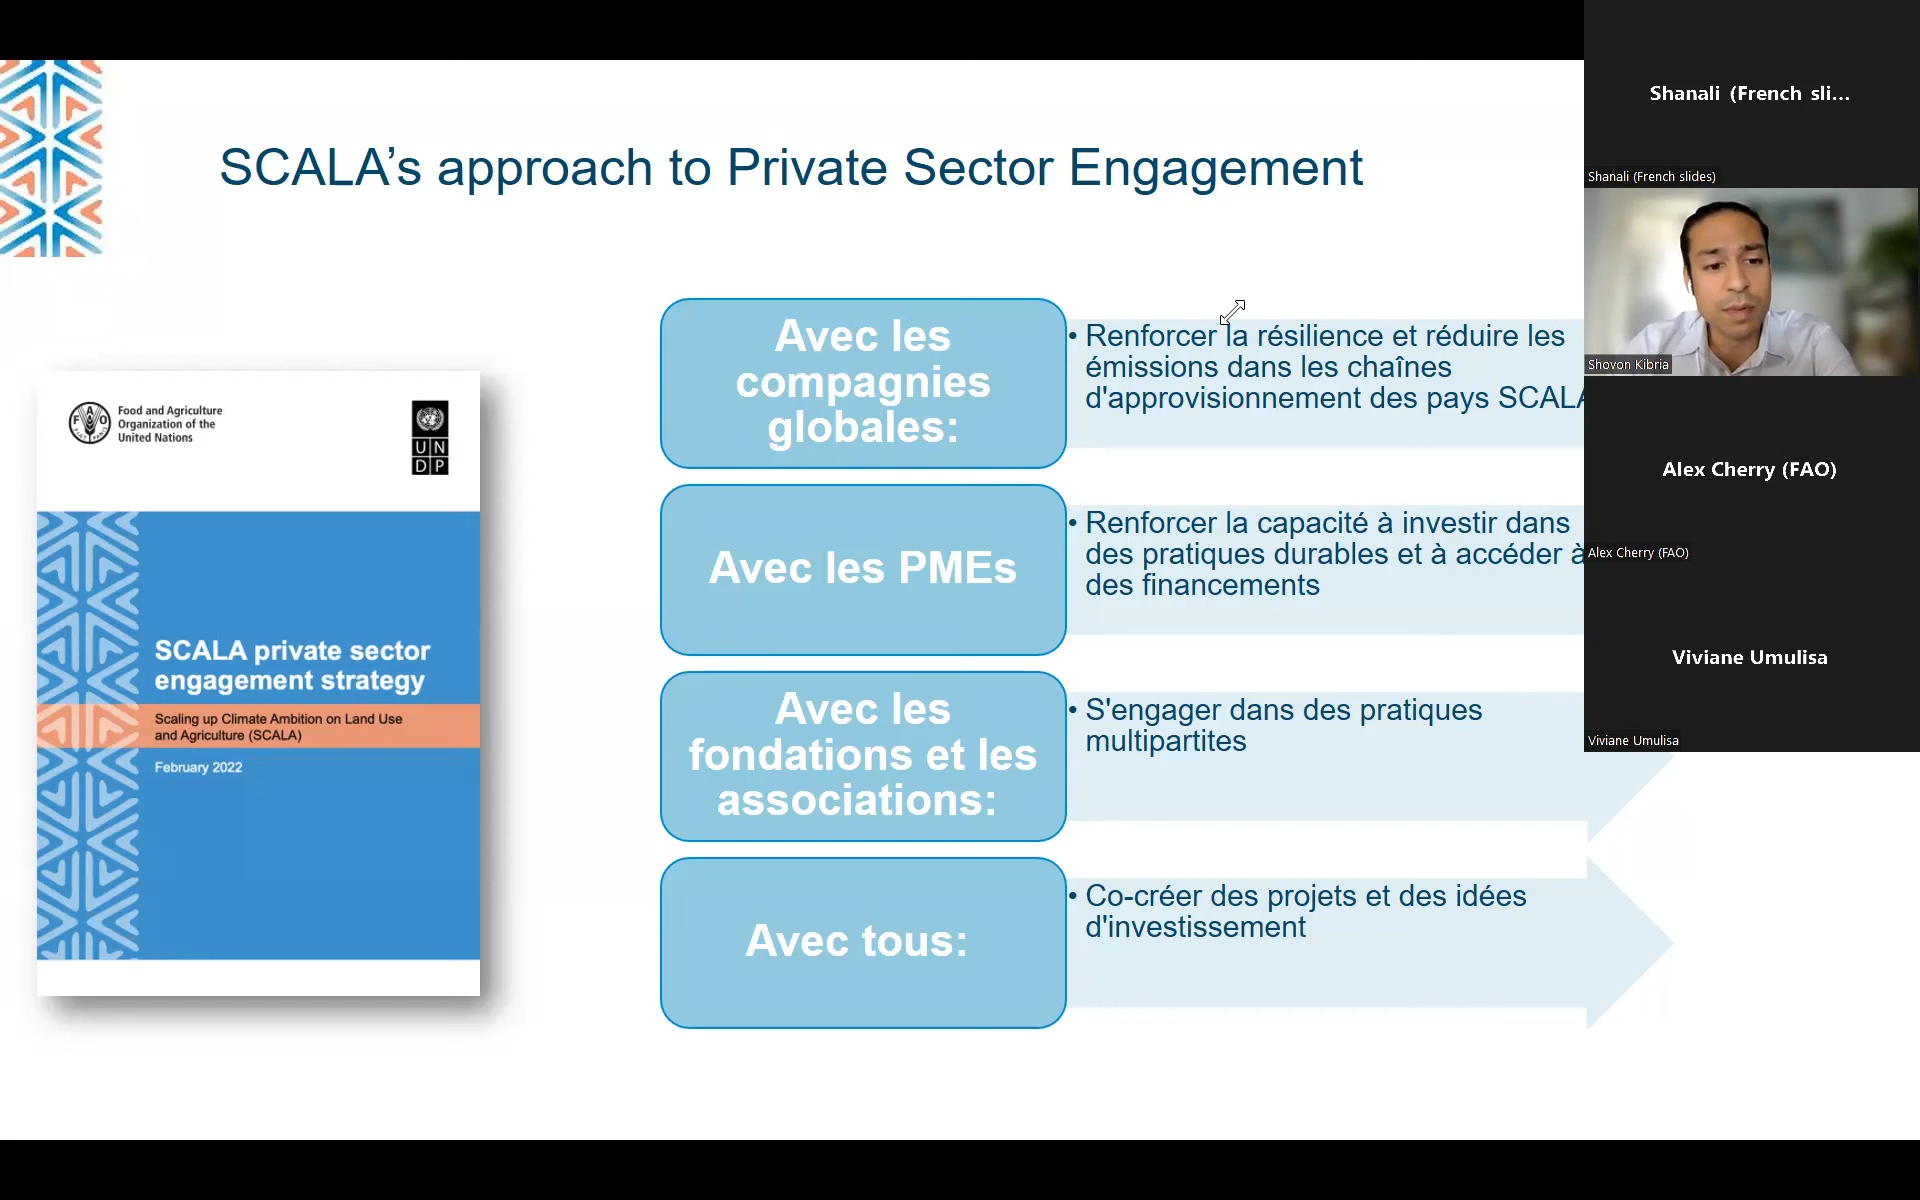 SCALA’s approach to Private Sector Engagement
FAO
FIAT PANIS
Food and Agriculture
Organization of the
United Nations
UN
DP
SCALA private sector
engagement strategy
Scaling up Climate Ambition on Land Use
and Agriculture (SCALA)
February 2022
Avec les
compagnies
globales:
• Renforcer la résilience et réduire les
émissions dans les chaînes
d'approvisionnement des pays SCALA
Avec les PMEs
• Renforcer la capacité à investir dans
des pratiques durables et à accéder à
des financements
Avec les
fondations et les
associations:
• S'engager dans des pratiques
multipartites
Avec tous:
• Co-créer des projets et des idées
d'investissement
Shanali (French sli...
Shanali (French slides)
Shovon Kibria
Alex Cherry (FAO)
Alex Cherry (FAO)
Viviane Umulisa
Viviane Umulisa